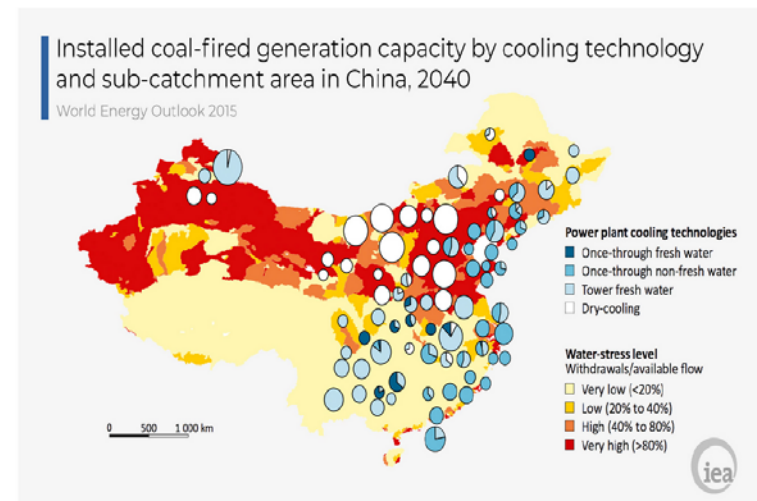 Installed coal-fired generation capacity by cooling technology
and sub-catchment area in China, 2040
World Energy Outlook 2015
Power plant cooling technologies
Once-through fresh water
Once-through non-fresh water
Tower fresh water
Dry-cooling
Water-stress level
Withdrawals/available flow
Very low (<20%)
Low (20% to 40%)
High (40% to 80%)
Very high (>80%)
0 500 1 000 km
iea